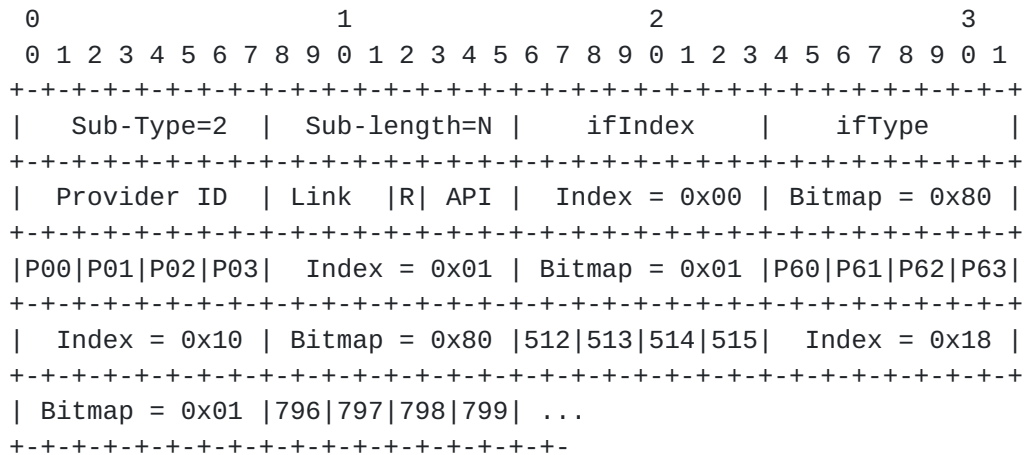 0                   1                   2                   3
 0 1 2 3 4 5 6 7 8 9 0 1 2 3 4 5 6 7 8 9 0 1 2 3 4 5 6 7 8 9 0 1
+-+-+-+-+-+-+-+-+-+-+-+-+-+-+-+-+-+-+-+-+-+-+-+-+-+-+-+-+-+-+-+-+
|   Sub-Type=2  | Sub-length=N |    ifIndex    |    ifType     |
+-+-+-+-+-+-+-+-+-+-+-+-+-+-+-+-+-+-+-+-+-+-+-+-+-+-+-+-+-+-+-+-+
|  Provider ID  | Link  |R| API |  Index = 0x00 | Bitmap = 0x80 |
+-+-+-+-+-+-+-+-+-+-+-+-+-+-+-+-+-+-+-+-+-+-+-+-+-+-+-+-+-+-+-+-+
|P00|P01|P02|P03|  Index = 0x01 | Bitmap = 0x01 |P60|P61|P62|P63|
+-+-+-+-+-+-+-+-+-+-+-+-+-+-+-+-+-+-+-+-+-+-+-+-+-+-+-+-+-+-+-+-+
|  Index = 0x10 | Bitmap = 0x80 |512|513|514|515|  Index = 0x18 |
+-+-+-+-+-+-+-+-+-+-+-+-+-+-+-+-+-+-+-+-+-+-+-+-+-+-+-+-+-+-+-+-+
| Bitmap = 0x01 |796|797|798|799| ...
+-+-+-+-+-+-+-+-+-+-+-+-+-+-+-+-+-+-